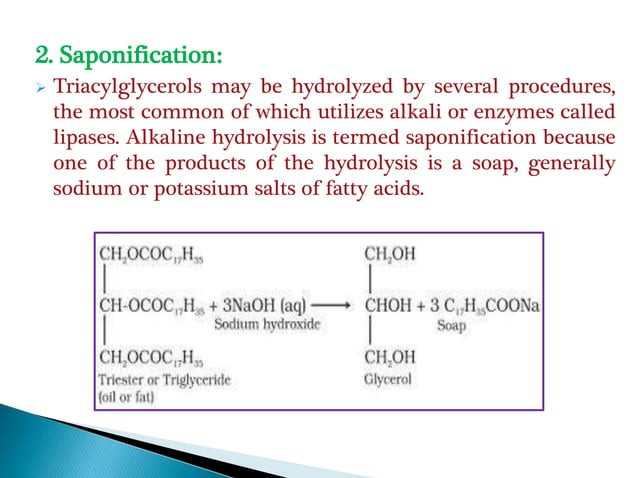 2. Saponification:
➢ Triacylglycerols may be hydrolyzed by several procedures,
the most common of which utilizes alkali or enzymes called
lipases. Alkaline hydrolysis is termed saponification because
one of the products of the hydrolysis is a soap, generally
sodium or potassium salts of fatty acids.
CH₂OCOC₁₇H₃₅ CH₂OH
CH-OCOC₁₇H₃₅ + 3NaOH (aq) ⟶ CHOH + 3 C₁₇H₃₅COONa
Sodium hydroxide Soap
CH₂OCOC₁₇H₃₅ CH₂OH
Triester or Triglyceride Glycerol
(oil or fat)